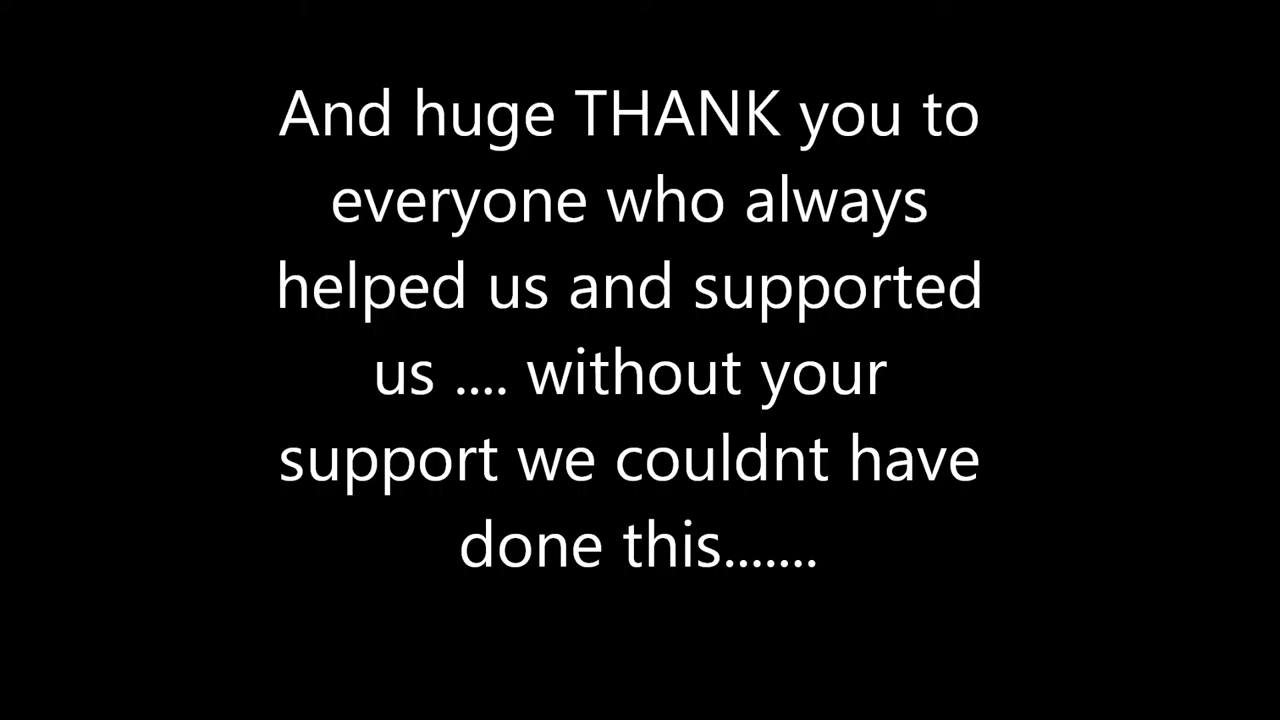 And huge THANK you to
everyone who always
helped us and supported
us .... without your
support we couldnt have
done this.......